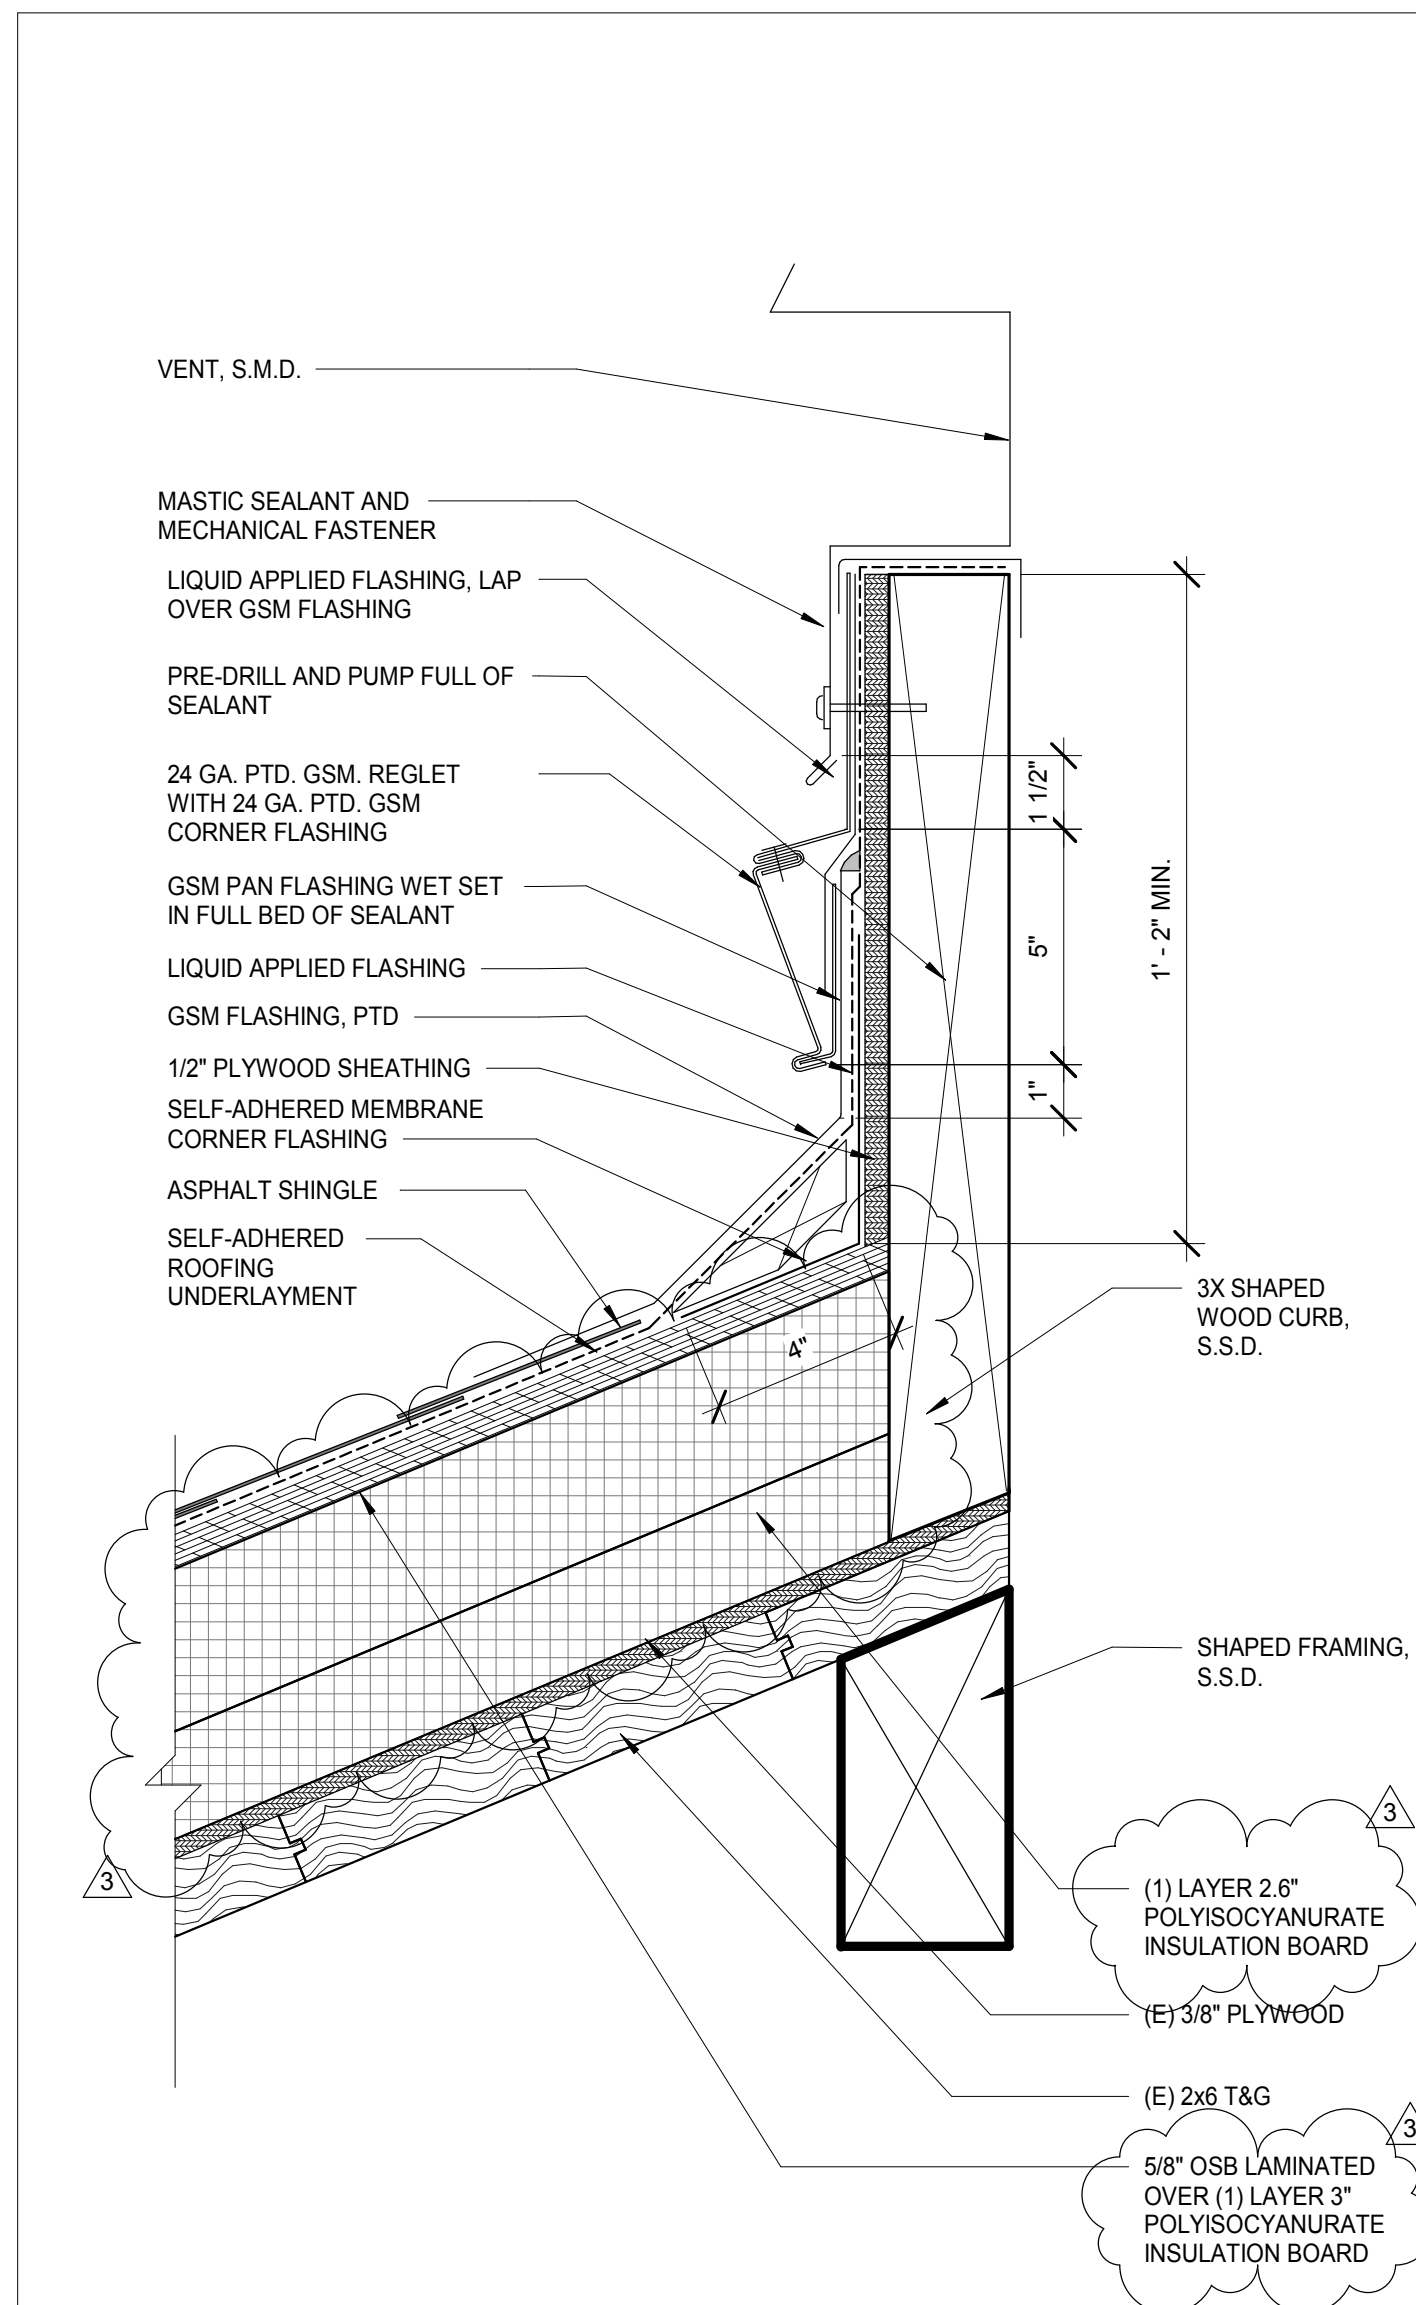 VENT, S.M.D.
MASTIC SEALANT AND
MECHANICAL FASTENER
LIQUID APPLIED FLASHING, LAP
OVER GSM FLASHING
PRE-DRILL AND PUMP FULL OF
SEALANT
24 GA. PTD. GSM. REGLET
WITH 24 GA. PTD. GSM
CORNER FLASHING
GSM PAN FLASHING WET SET
IN FULL BED OF SEALANT
LIQUID APPLIED FLASHING
GSM FLASHING, PTD
1/2" PLYWOOD SHEATHING
SELF-ADHERED MEMBRANE
CORNER FLASHING
ASPHALT SHINGLE
SELF-ADHERED
ROOFING
UNDERLAYMENT
1 1/2"
5"
1"
1' - 2" MIN.
4"
3X SHAPED
WOOD CURB,
S.S.D.
SHAPED FRAMING,
S.S.D.
3
3
(1) LAYER 2.6"
POLYISOCYANURATE
INSULATION BOARD
(E) 3/8" PLYWOOD
(E) 2x6 T&G
3
5/8" OSB LAMINATED
OVER (1) LAYER 3"
POLYISOCYANURATE
INSULATION BOARD